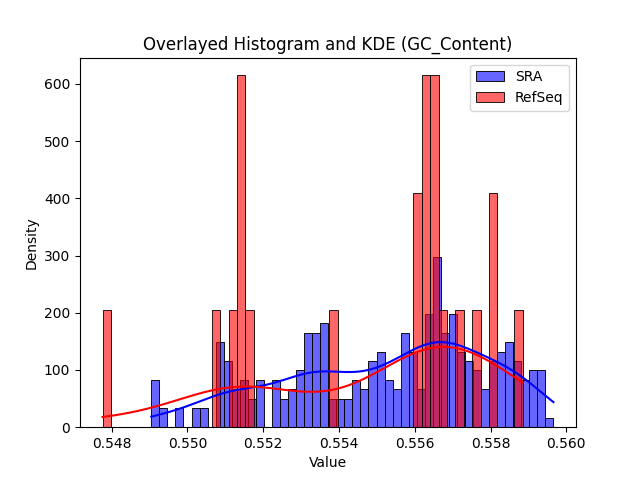 Overlayed Histogram and KDE (GC_Content)
SRA
RefSeq
600
500
400
300
200
100
0
Density
0.548 0.550 0.552 0.554 0.556 0.558 0.560
Value